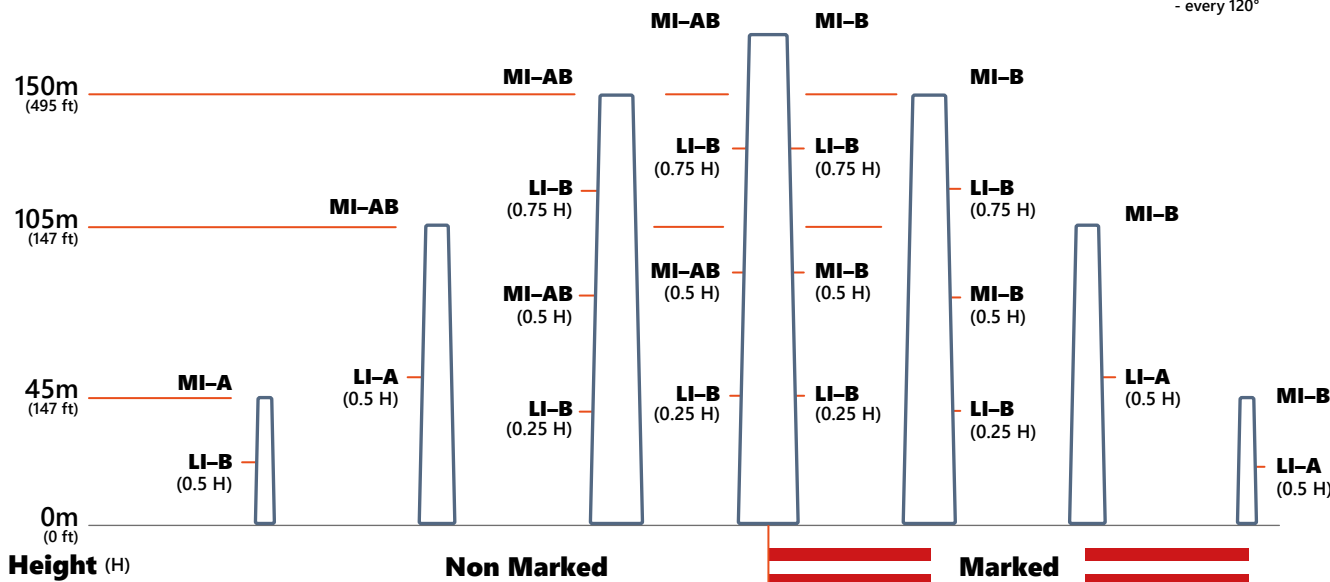 - every 120°
MI–AB
MI–B
MI–AB
MI–B
150m
(495 ft)
LI–B
(0.75 H)
LI–B
(0.75 H)
LI–B
(0.75 H)
LI–B
(0.75 H)
MI–AB
MI–B
105m
(147 ft)
MI–AB
(0.5 H)
MI–B
(0.5 H)
MI–AB
(0.5 H)
MI–B
(0.5 H)
45m
(147 ft)
MI–A
LI–A
(0.5 H)
LI–B
(0.25 H)
LI–B
(0.25 H)
LI–B
(0.25 H)
LI–B
(0.25 H)
LI–A
(0.5 H)
MI–B
LI–B
(0.5 H)
LI–A
(0.5 H)
0m
(0 ft)
Height (H)
Non Marked
Marked